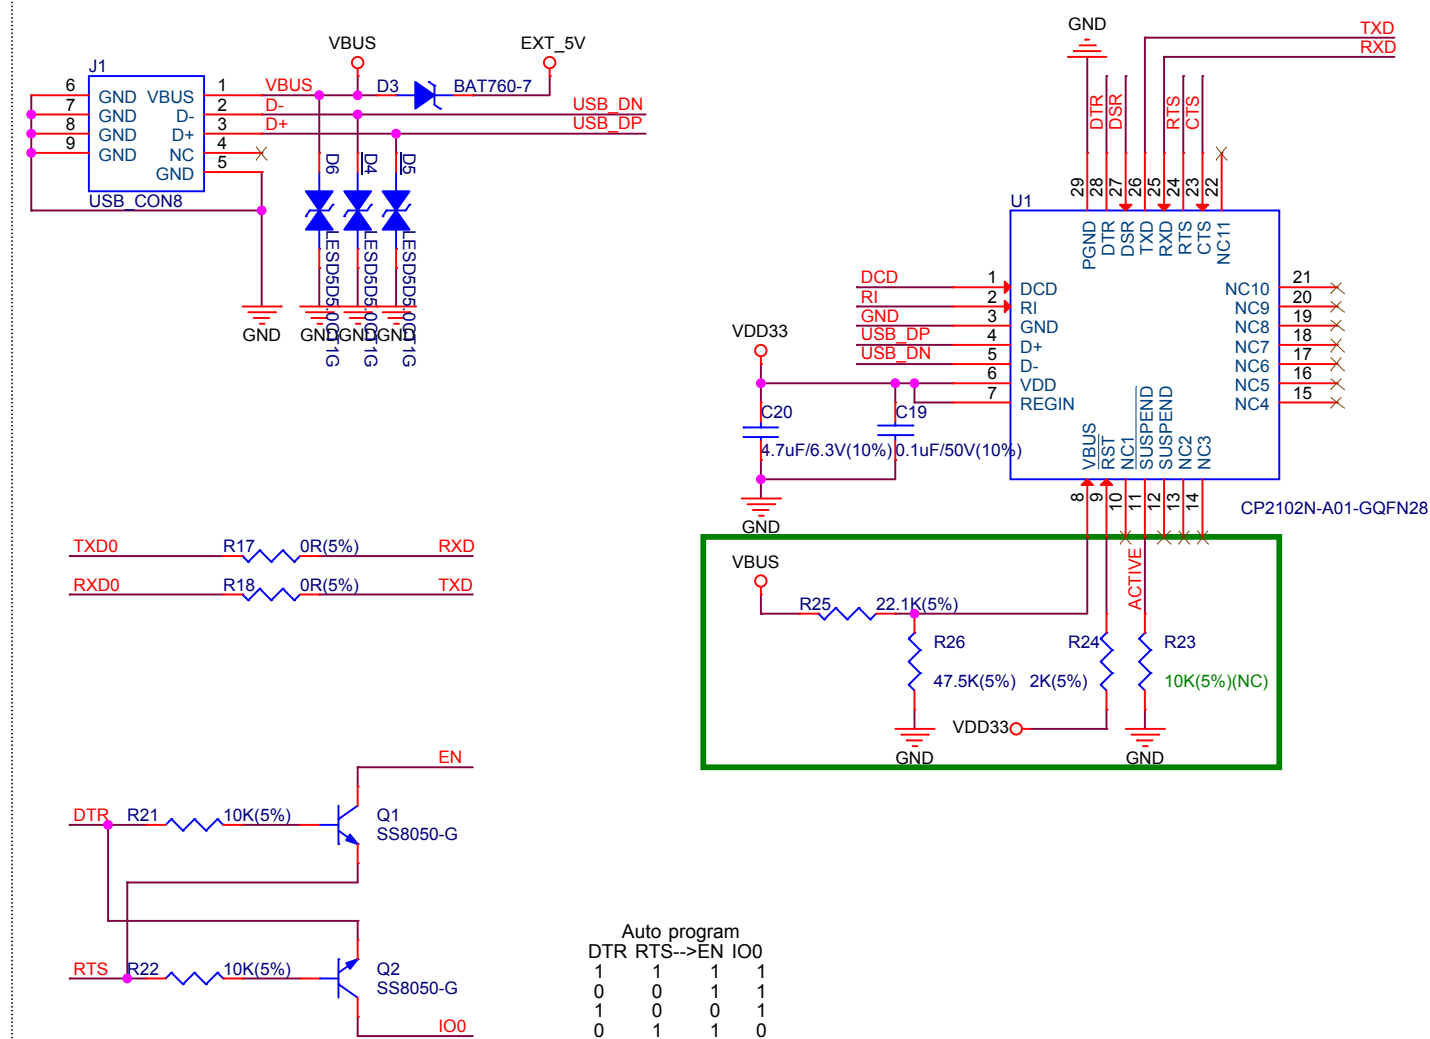 J1
VBUS
EXT_5V
D3
BAT760-7
6 GND VBUS 1 VBUS
7 GND D- 2 D- USB_DN
8 GND D+ 3 D+ USB_DP
9 GND NC 4
GND 5
USB_CON8
D6
D4
D5
LESD5D5.0CT1G
LESD5D5.0CT1G
LESD5D5.0CT1G
GND
GND
GND
GND
GND
TXD
RXD
DTR
DSR
RTS
CTS
29
28
27
26
25
24
23
22
U1
PGND
DTR
DSR
TXD
RXD
RTS
CTS
NC11
DCD 1 DCD
RI 2 RI
GND 3 GND
USB_DP 4 D+
USB_DN 5 D-
6 VDD
7 REGIN
NC10 21
NC9 20
NC8 19
NC7 18
NC6 17
NC5 16
NC4 15
VDD33
C20
4.7uF/6.3V(10%)
C19
0.1uF/50V(10%)
GND
VBUS
RST
NC1
SUSPEND
SUSPEND
NC2
NC3
8
9
10
11
12
13
14
CP2102N-A01-GQFN28
TXD0 R17 0R(5%) RXD
RXD0 R18 0R(5%) TXD
VBUS
R25 22.1K(5%)
R26
47.5K(5%)
GND
R24
2K(5%)
VDD33
ACTIVE
R23
10K(5%)(NC)
GND
EN
DTR R21 10K(5%)
Q1
SS8050-G
RTS R22 10K(5%)
Q2
SS8050-G
IO0
Auto program
DTR RTS-->EN IO0
1 1 1 1
0 0 1 1
1 0 0 1
0 1 1 0